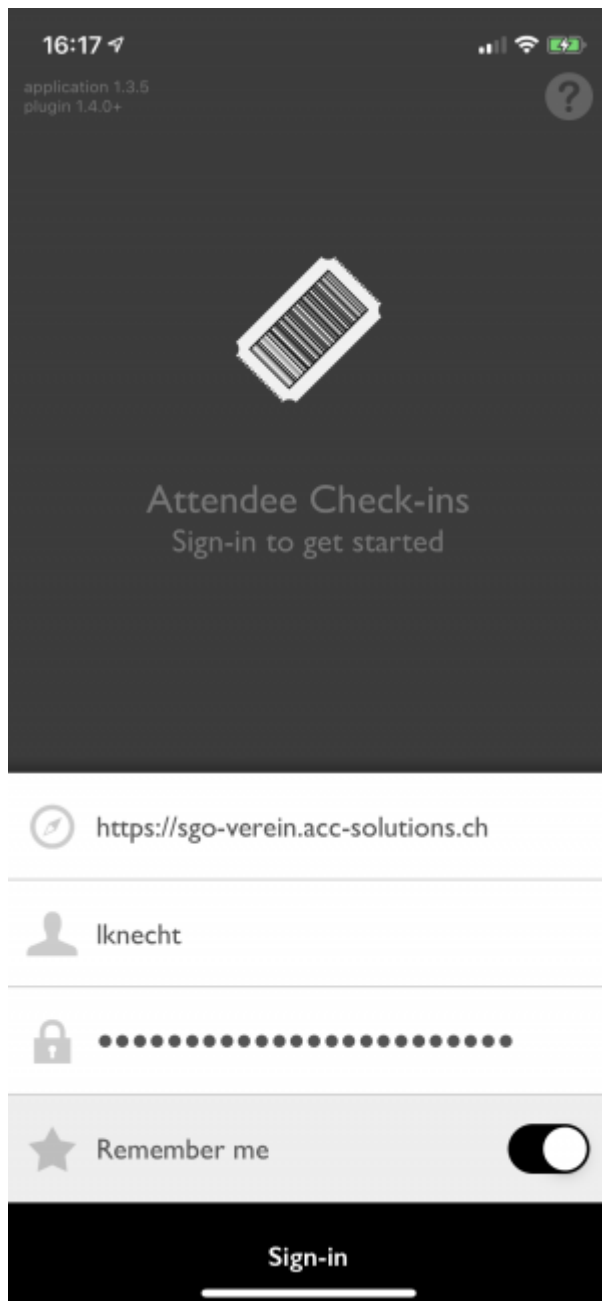 16:17
application 1.3.5
plugin 1.4.0+
?
Attendee Check-ins
Sign-in to get started
https://sgo-verein.acc-solutions.ch
lknecht
●●●●●●●●●●●●●●●●●●●●●●●●
Remember me
Sign-in